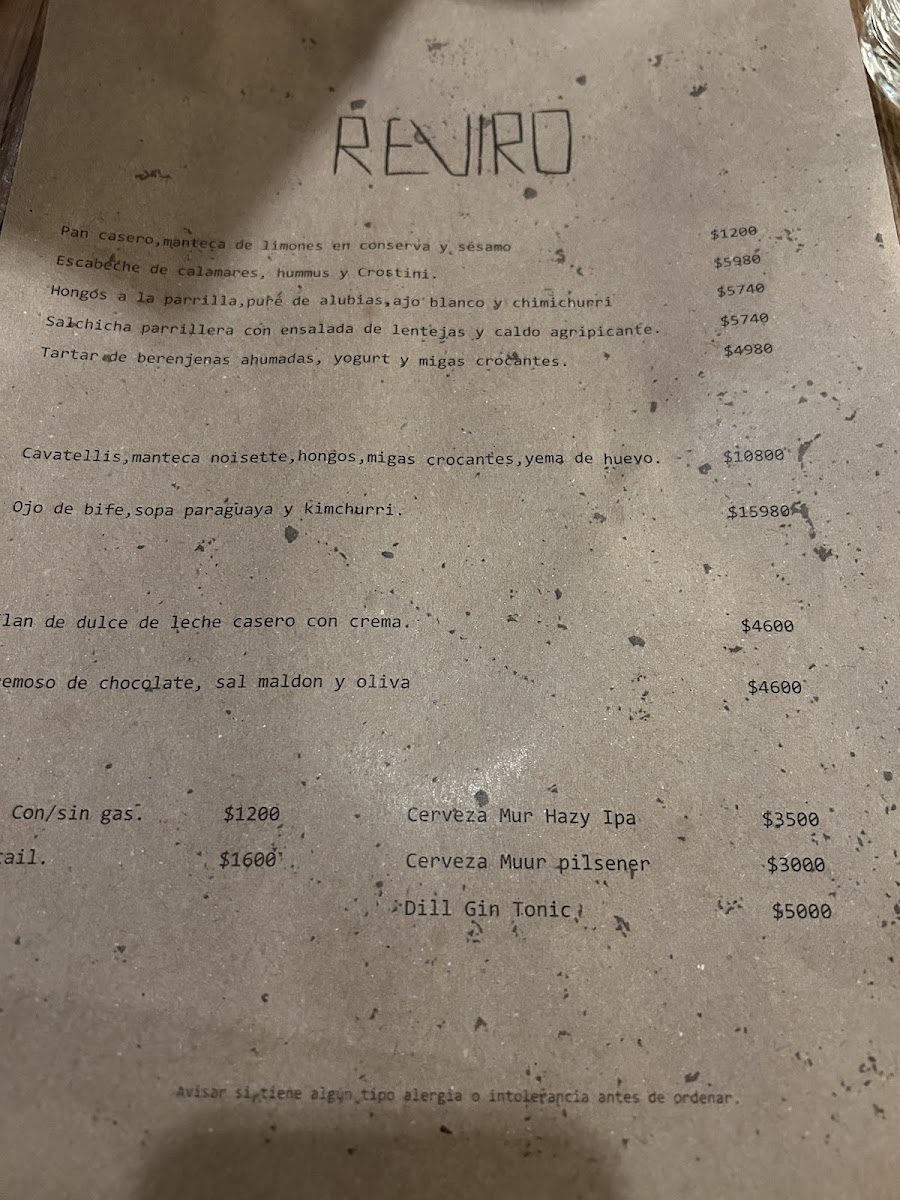 REVIRO
Pan casero,manteca de limones en conserva y sésamo $1200
Escabeche de calamares, hummus y Crostini. $5980
Hongos a la parrilla,puré de alubias,ajo blanco y chimichurri $5740
Salchicha parrillera con ensalada de lentejas y caldo agripicante. $5740
Tartar de berenjenas ahumadas, yogurt y migas crocantes. $4980
Cavatellis,manteca noisette,hongos,migas crocantes,yema de huevo. $10800
Ojo de bife,sopa paraguaya y kimchurri. $15980
lan de dulce de leche casero con crema. $4600
emoso de chocolate, sal maldon y oliva $4600
Con/sin gas. $1200 Cerveza Mur Hazy Ipa $3500
ail. $1600 Cerveza Muur pilsener $3000
Dill Gin Tonic $5000
Avisar si tiene algún tipo alergia o intolerancia antes de ordenar.